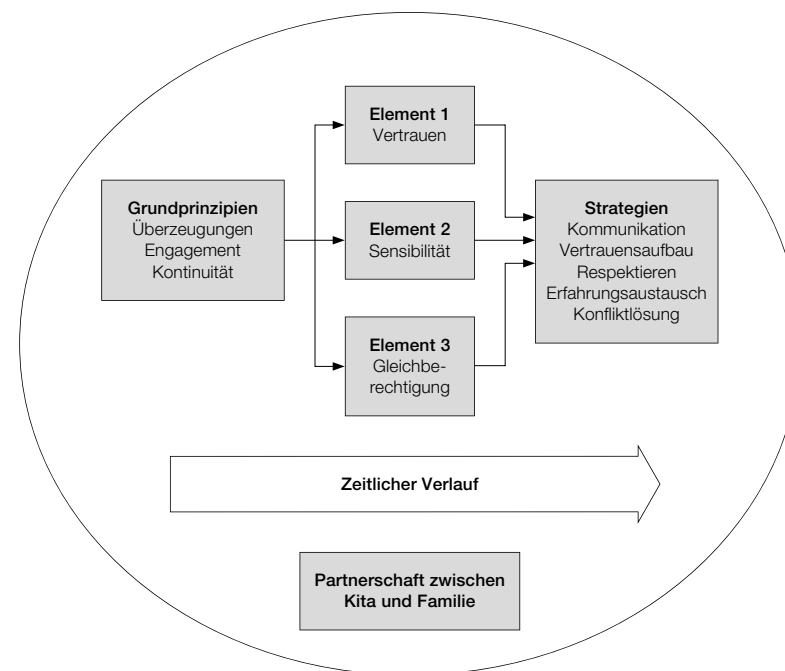 Element 1
Vertrauen
Grundprinzipien
Überzeugungen
Engagement
Kontinuität
Element 2
Sensibilität
Strategien
Kommunikation
Vertrauensaufbau
Respektieren
Erfahrungsaustausch
Konfliktlösung
Element 3
Gleichbe-
rechtigung
Zeitlicher Verlauf
Partnerschaft zwischen
Kita und Familie